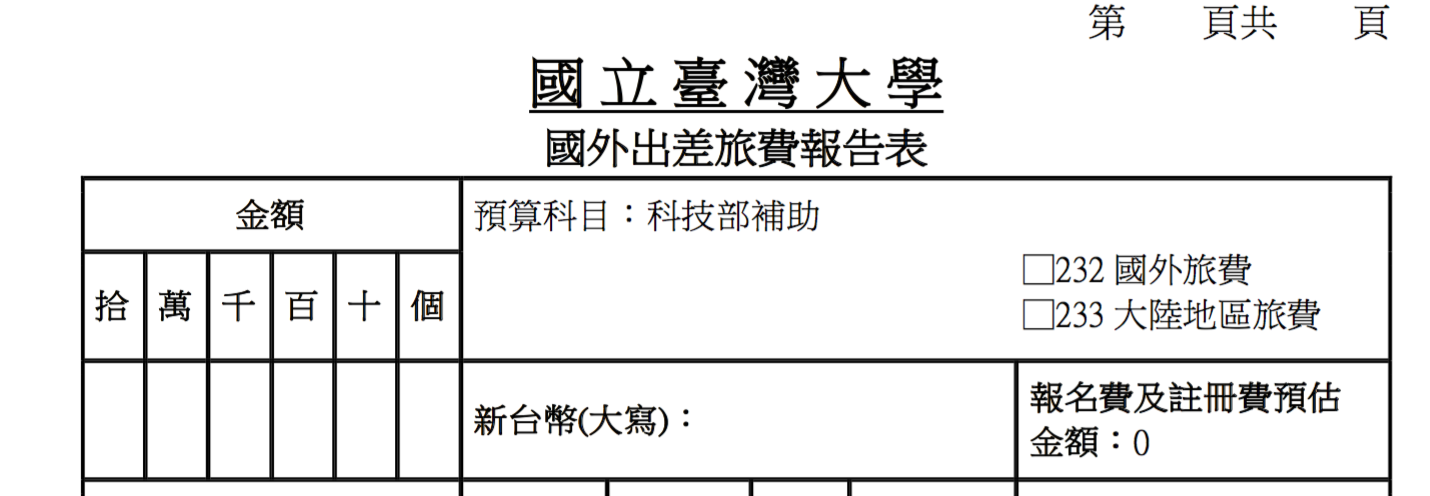 第　　頁共　　頁
國立臺灣大學
國外出差旅費報告表
金額
預算科目：科技部補助
□232 國外旅費
□233 大陸地區旅費
拾 萬 千 百 十 個
新台幣(大寫)：
報名費及註冊費預估
金額：0